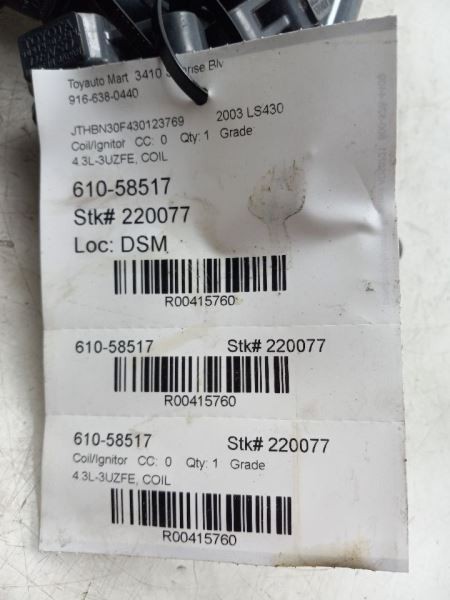 TOYOTA
Toyauto Mart 3410 Blv
916-638-0440
JTHBN30F430123769 2003 LS430
Coil/Ignitor CC: 0 Qty: 1 Grade
4.3L-3UZFE, COIL
610-58517
Stk# 220077
Loc: DSM
R00415760
610-58517 Stk# 220077
R00415760
610-58517 Stk# 220077
Coil/Ignitor CC: 0 Qty: 1 Grade
4.3L-3UZFE, COIL
R00415760